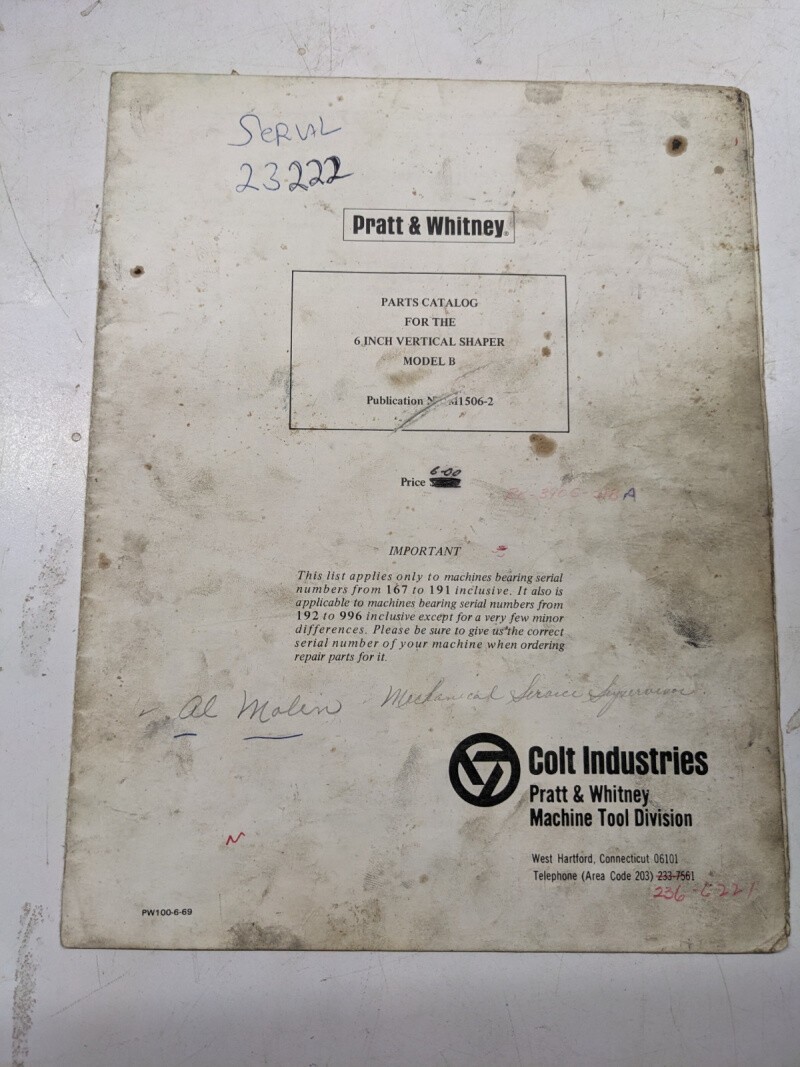 SERIAL
23222
Pratt & Whitney®
PARTS CATALOG
FOR THE
6 INCH VERTICAL SHAPER
MODEL B
Publication M1506-2
6.00
Price
A
IMPORTANT
This list applies only to machines bearing serial
numbers from 167 to 191 inclusive. It also is
applicable to machines bearing serial numbers from
192 to 996 inclusive except for a very few minor
differences. Please be sure to give us the correct
serial number of your machine when ordering
repair parts for it.
Al Molin Mechanical Service Supervisor
Colt Industries
Pratt & Whitney
Machine Tool Division
West Hartford, Connecticut 06101
Telephone (Area Code 203) 233-7561
236-
PW100-6-69